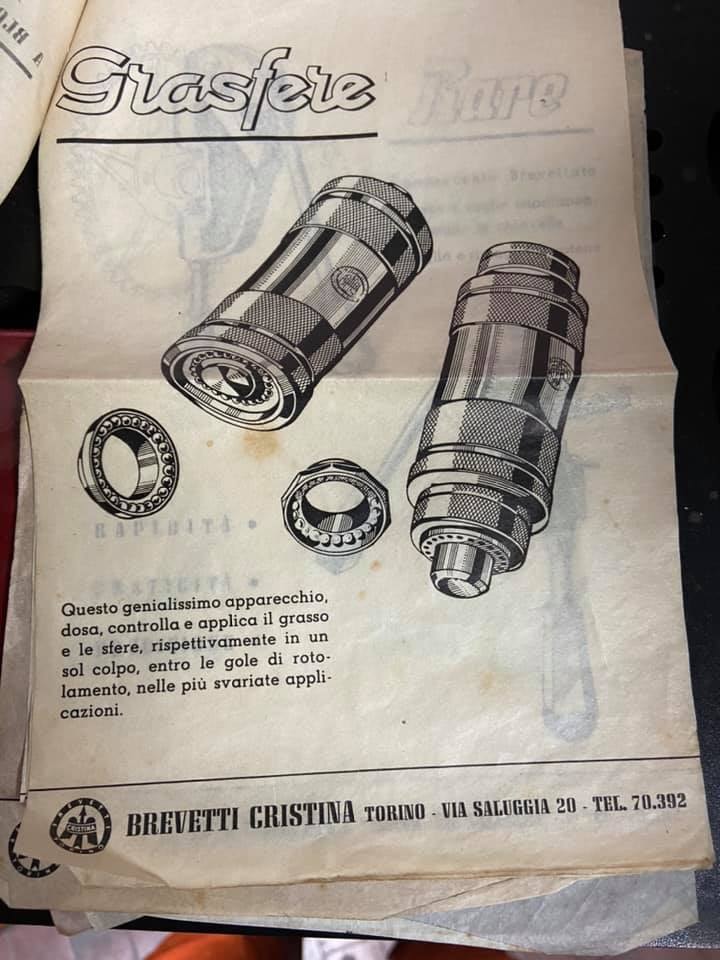 Grasfere
Questo genialissimo apparecchio,
dosa, controlla e applica il grasso
e le sfere, rispettivamente in un
sol colpo, entro le gole di roto-
lamento, nelle più svariate appli-
cazioni.
CRISTINA
BREVETTI CRISTINA TORINO - VIA SALUGGIA 20 - TEL. 70.392